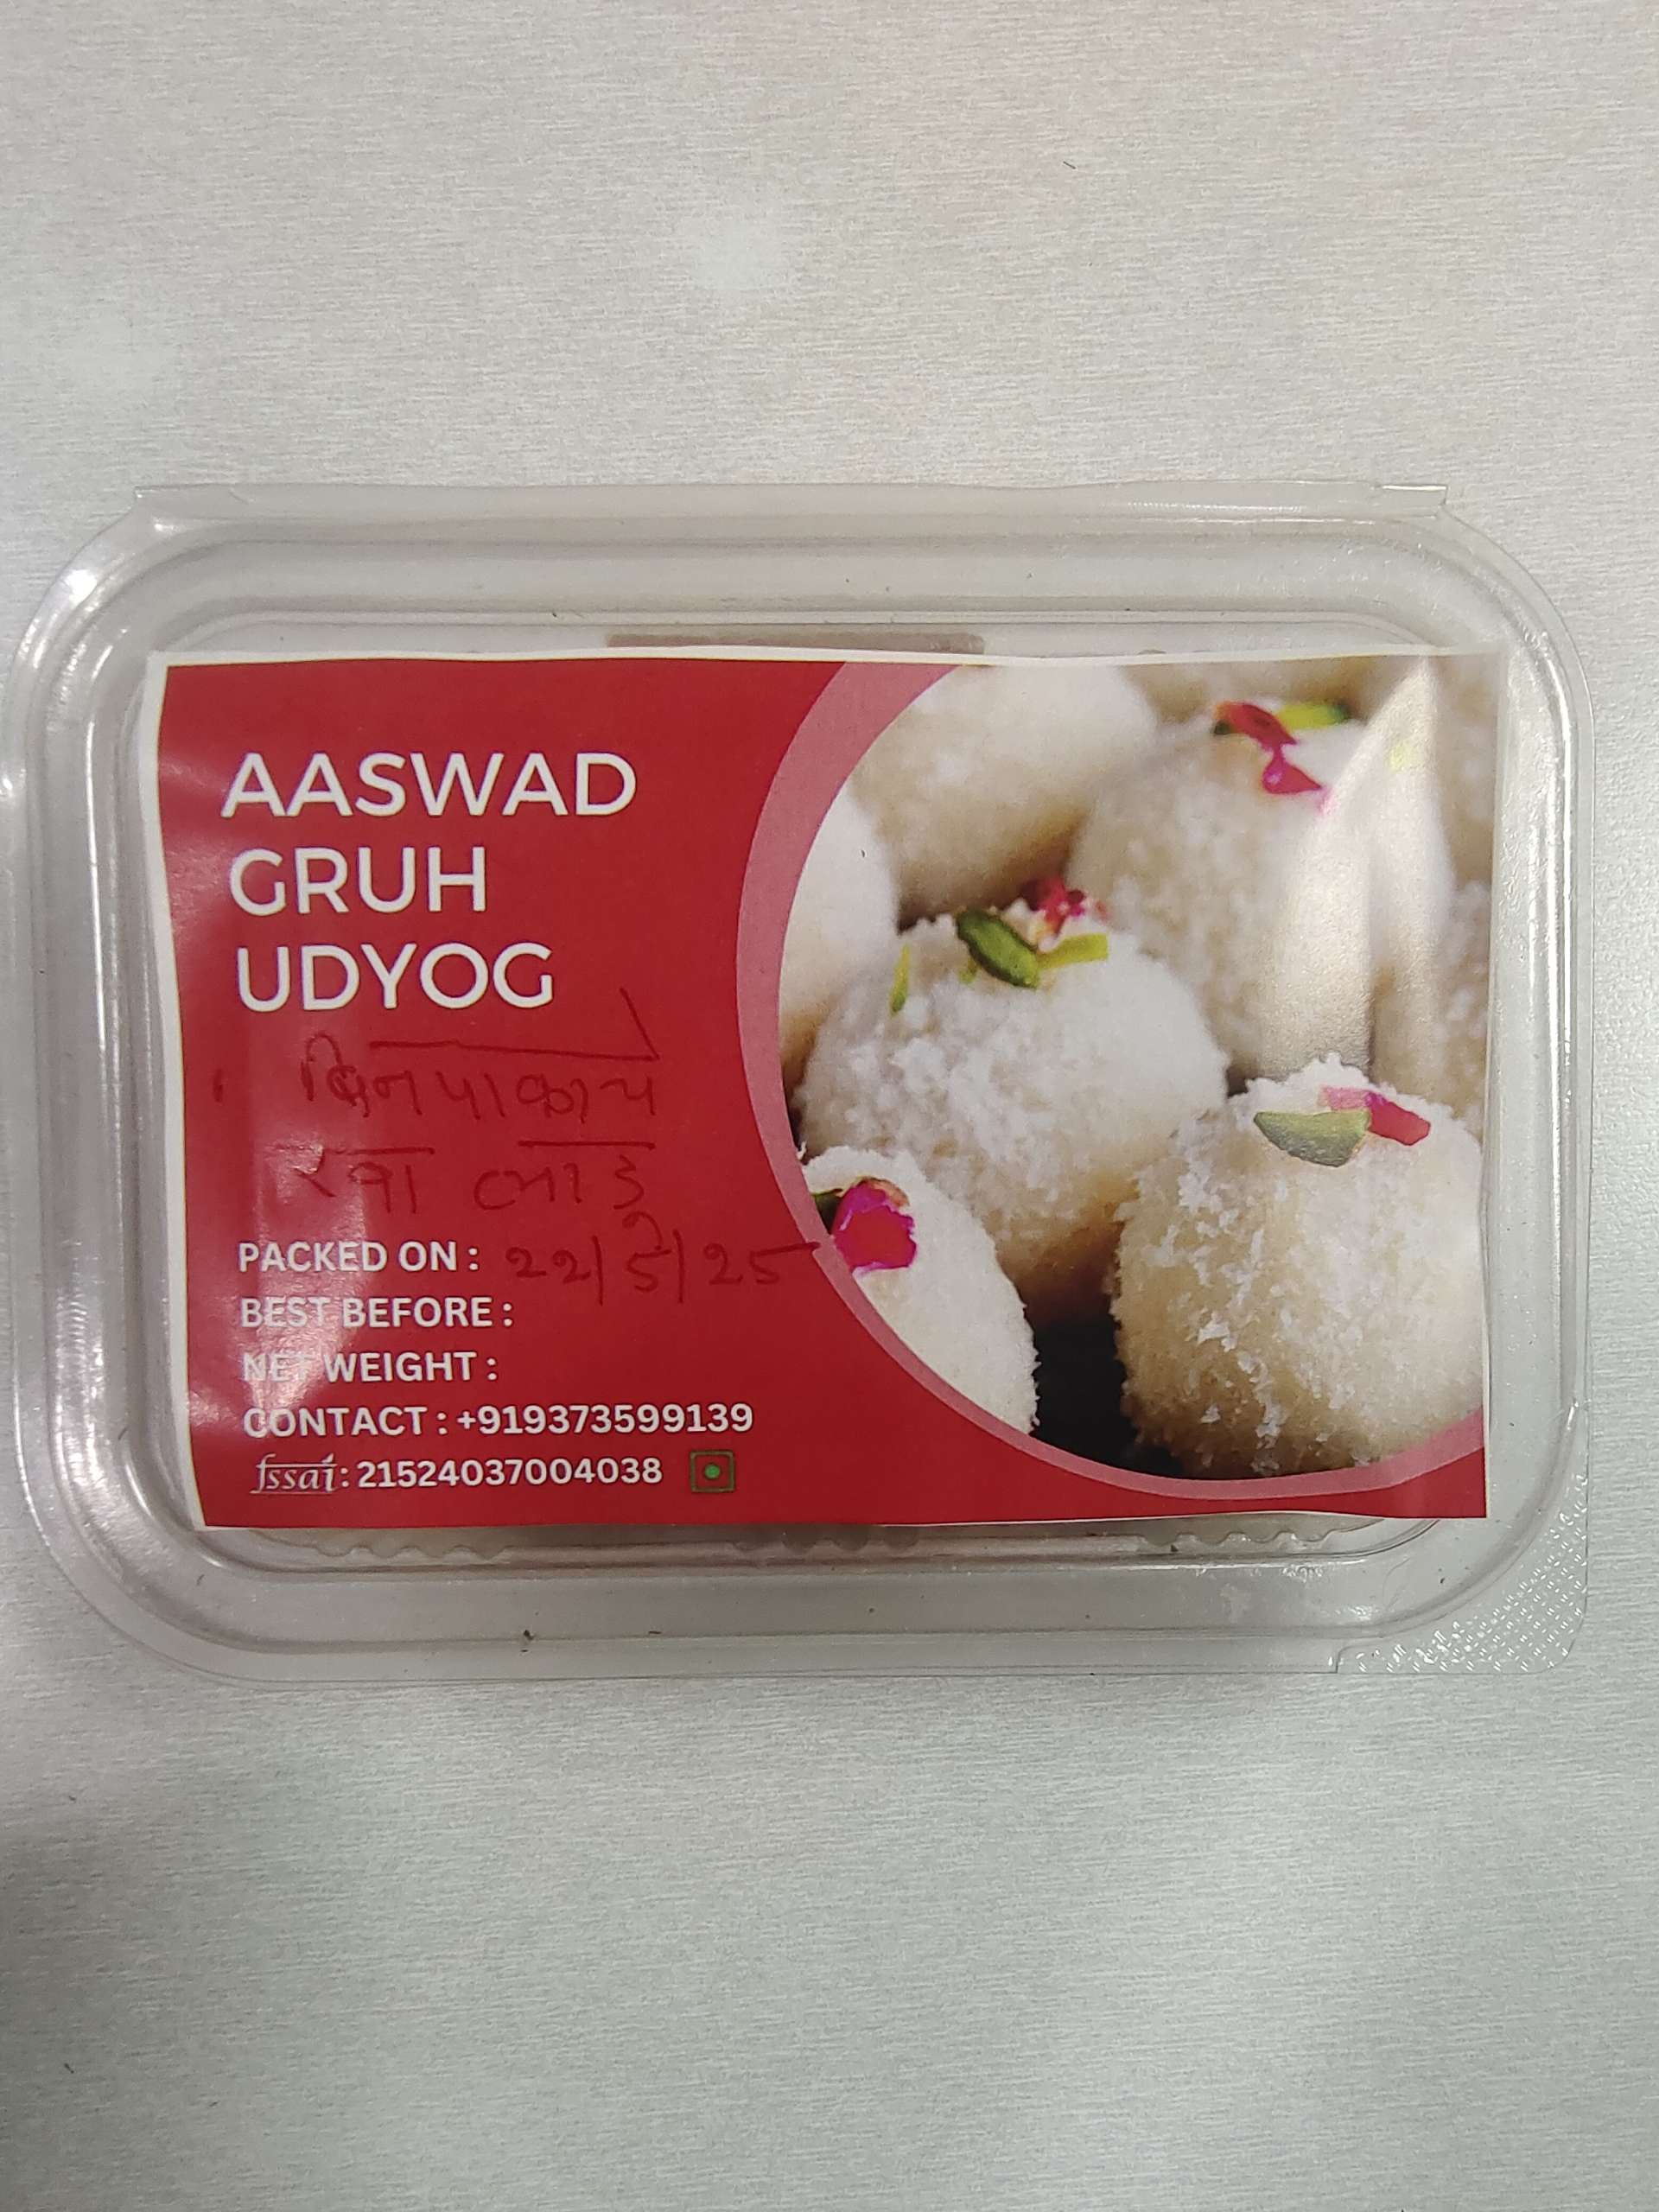 AASWAD
GRUH
UDYOG
बिनपाकाचे
रवा लाडू
PACKED ON : 22/5/25
BEST BEFORE :
NET WEIGHT :
CONTACT : +919373599139
fssai : 21524037004038